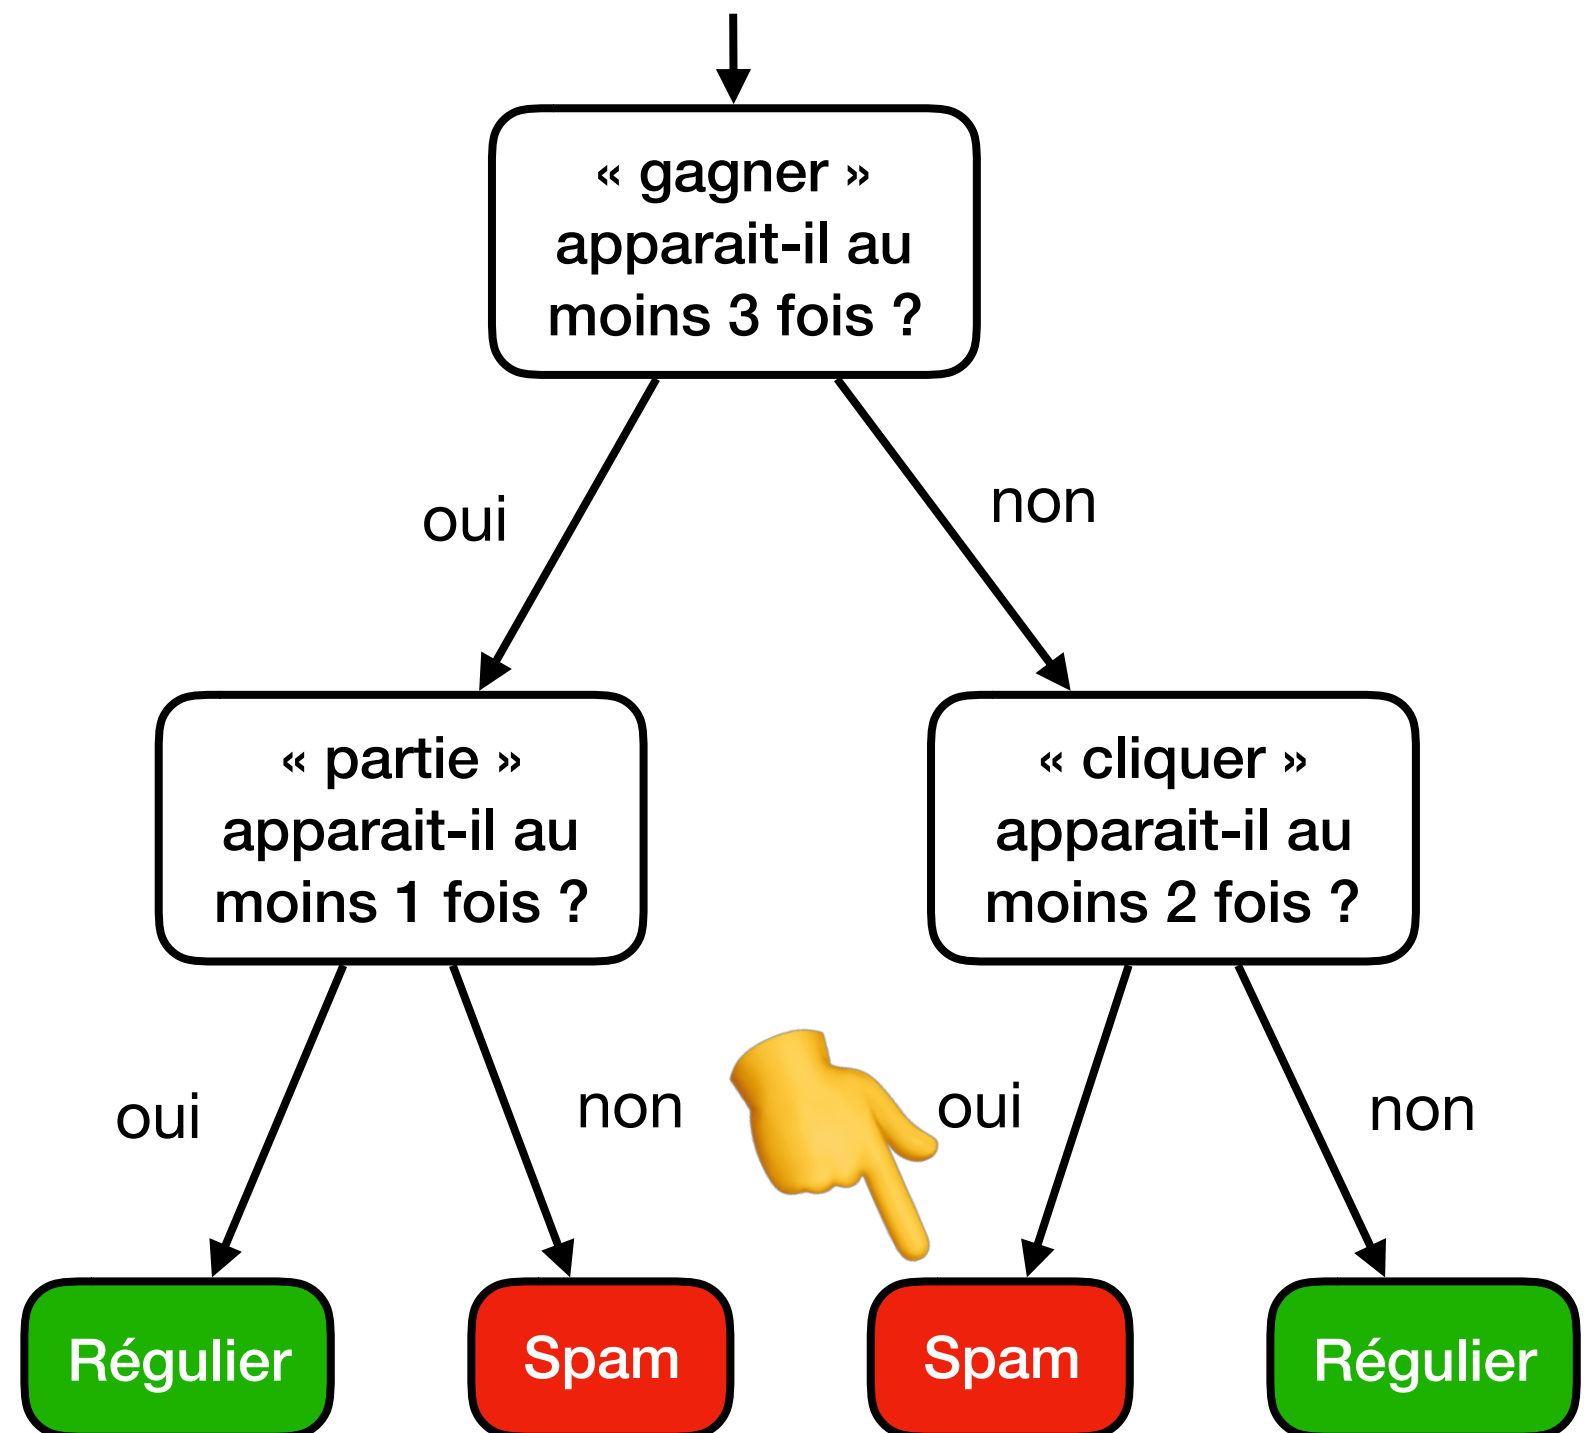 « gagner »
apparait-il au
moins 3 fois ?
oui
non
« partie »
apparait-il au
moins 1 fois ?
« cliquer »
apparait-il au
moins 2 fois ?
oui
non
oui
non
Régulier
Spam
Spam
Régulier